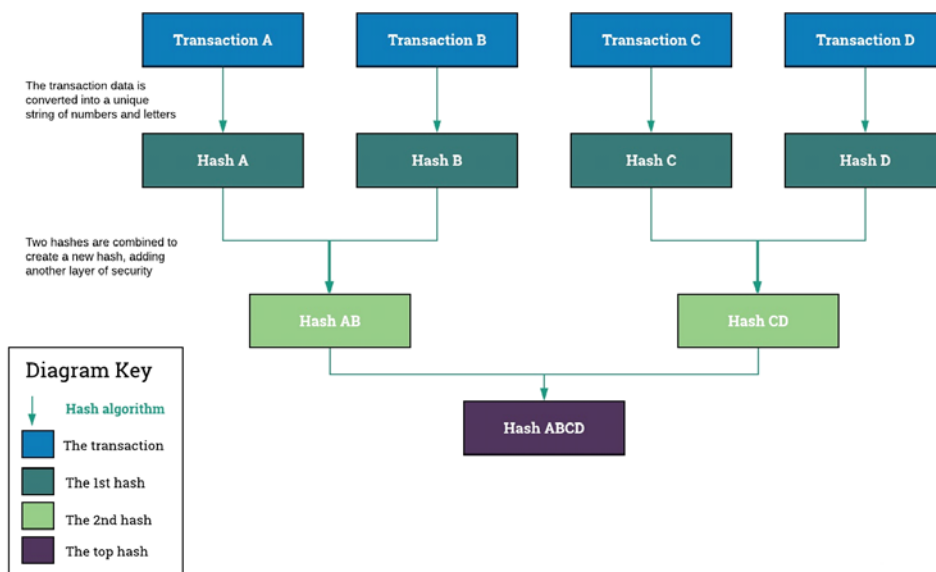 Transaction A
Transaction B
Transaction C
Transaction D
The transaction data is
converted into a unique
string of numbers and letters
Hash A
Hash B
Hash C
Hash D
Two hashes are combined to
create a new hash, adding
another layer of security
Hash AB
Hash CD
Hash ABCD
Diagram Key
Hash algorithm
The transaction
The 1st hash
The 2nd hash
The top hash